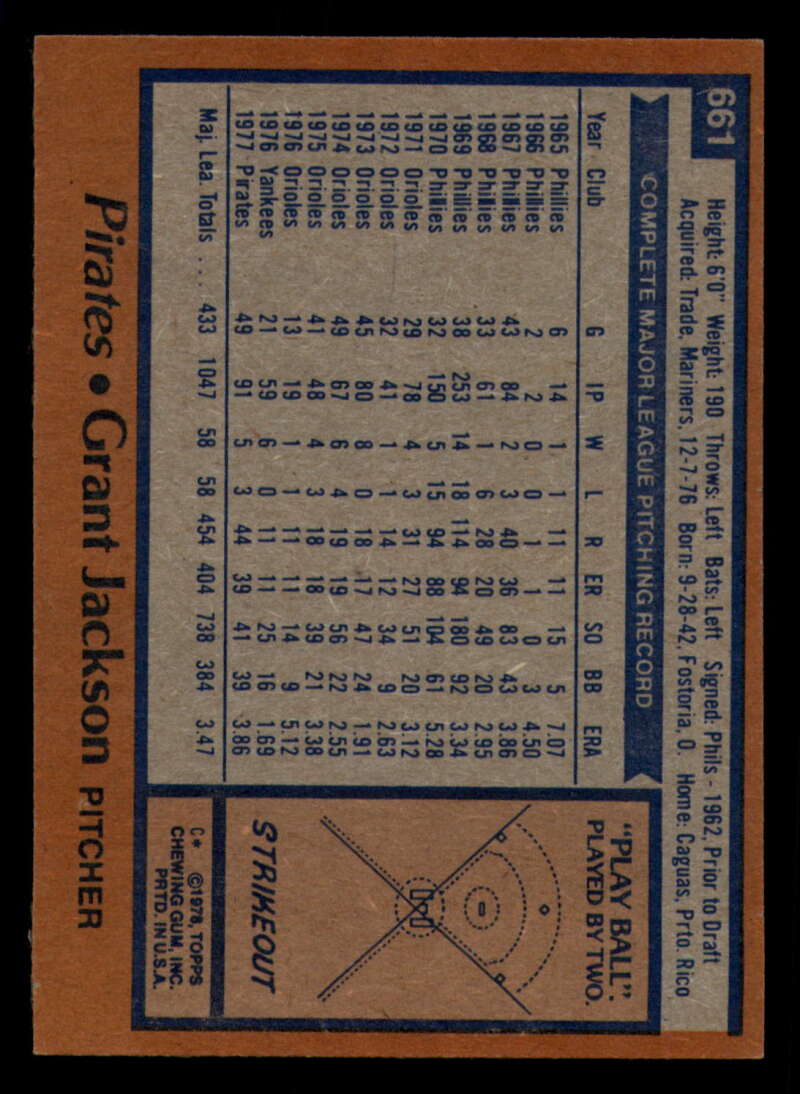 661
Height: 6'0" Weight: 190 Throws: Left Bats: Left Signed: Phils - 1962, Prior to Draft
Acquired: Trade, Mariners, 12-7-76 Born: 9-28-42, Fostoria, O. Home: Caguas, Prto. Rico
COMPLETE MAJOR LEAGUE PITCHING RECORD
Year Club G IP W L R ER SO BB ERA
1965 Phillies 6 14 1 1 11 11 15 5 7.07
1966 Phillies 2 2 0 0 1 1 0 3 4.50
1967 Phillies 43 84 2 3 40 36 83 43 3.86
1968 Phillies 33 61 1 6 28 20 49 20 2.95
1969 Phillies 38 253 14 18 114 94 180 92 3.34
1970 Phillies 32 150 5 15 94 88 104 61 5.28
1971 Orioles 29 78 4 3 31 27 51 20 3.12
1972 Orioles 32 41 1 1 14 12 34 9 2.63
1973 Orioles 45 80 8 0 18 17 47 24 1.91
1974 Orioles 49 67 6 4 19 19 56 22 2.55
1975 Orioles 41 48 4 3 18 18 39 21 3.38
1976 Orioles 13 19 1 1 11 11 14 9 5.12
1976 Yankees 21 59 6 0 11 11 25 16 1.69
1977 Pirates 49 91 5 3 44 39 41 39 3.86
Maj. Lea. Totals . . . 433 1047 58 58 454 404 738 384 3.47
"PLAY BALL".
PLAYED BY TWO.
STRIKEOUT
C* ©1978, TOPPS
CHEWING GUM, INC.
PRTD. IN U.S.A.
Pirates • Grant Jackson PITCHER